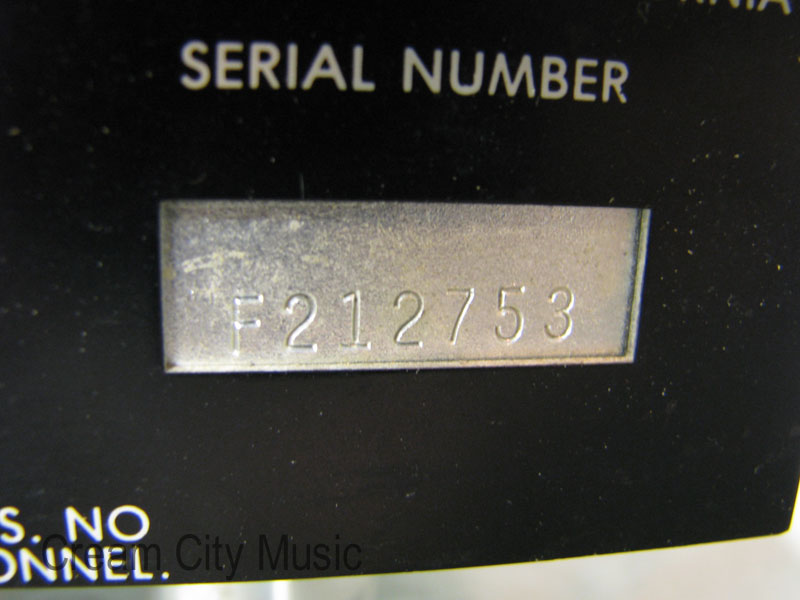 SERIAL NUMBER
F212753
S. NO
ONNEL.
Cream City Music